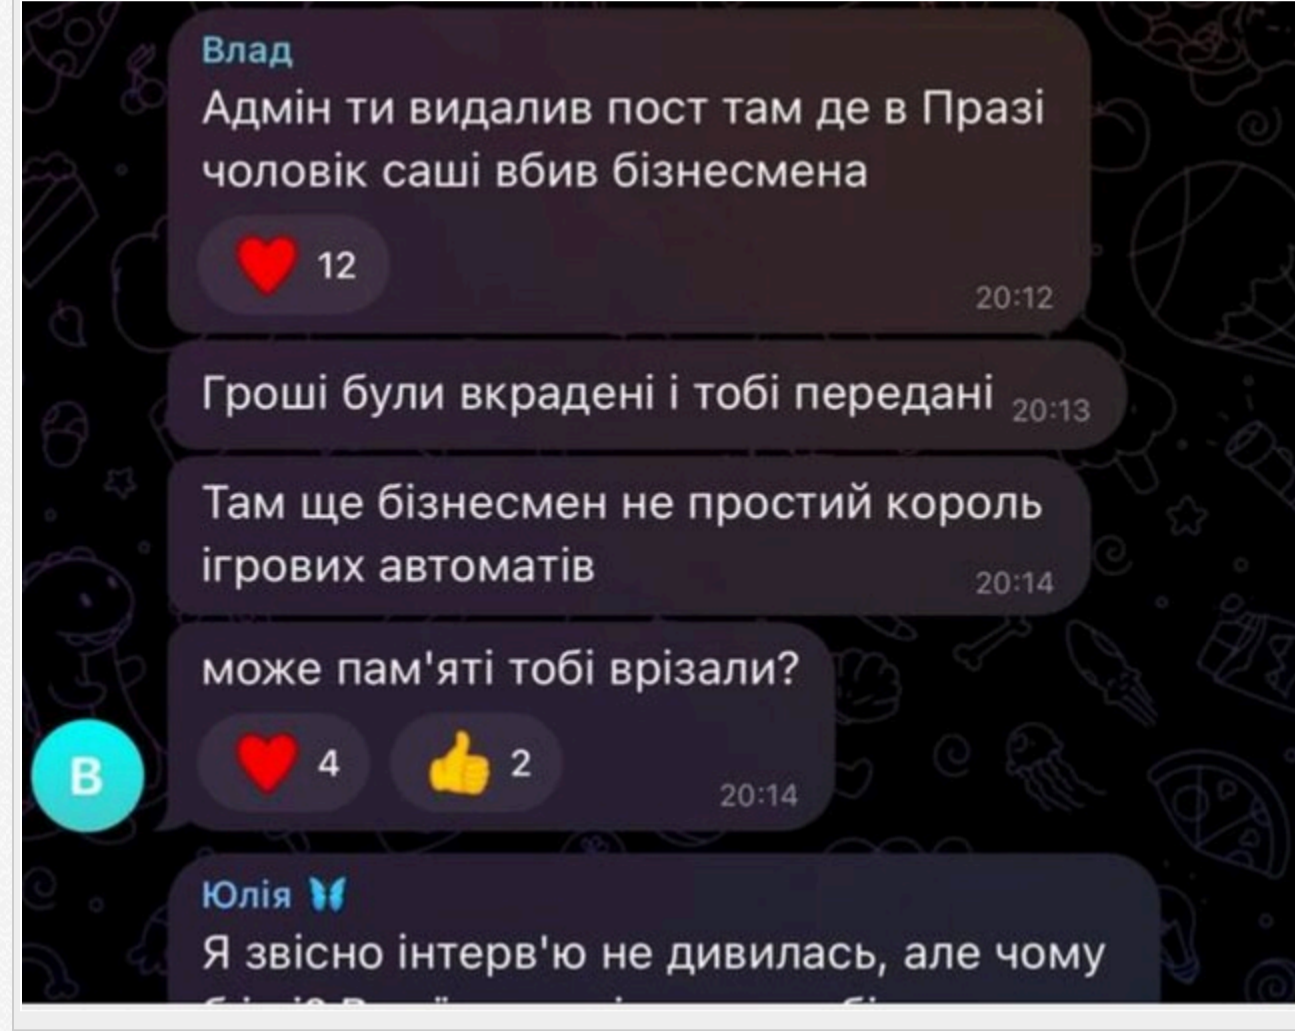 Влад
Адмін ти видалив пост там де в Празі
чоловік саші вбив бізнесмена
12
20:12
Гроші були вкрадені і тобі передані 20:13
Там ще бізнесмен не простий король
ігрових автоматів
20:14
може пам'яті тобі врізали?
4 2
20:14
В
Юлія
Я звісно інтерв'ю не дивилась, але чому